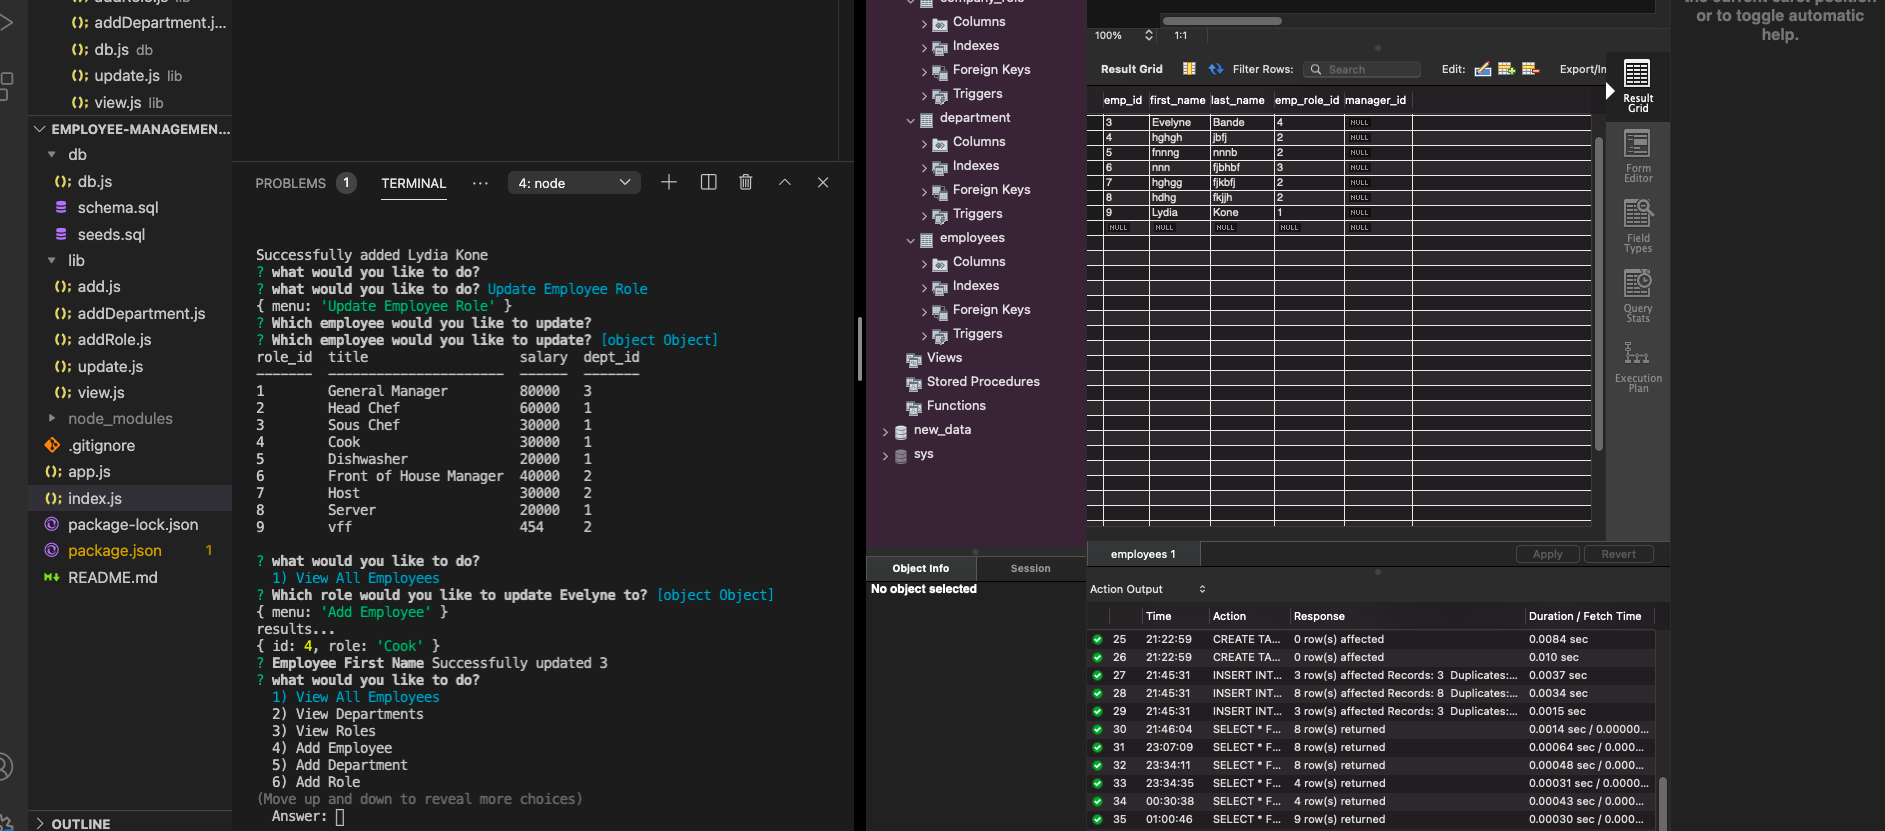 addDepartment.j...
db.js db
update.js lib
view.js lib
EMPLOYEE-MANAGEMEN...
db
db.js
schema.sql
seeds.sql
lib
add.js
addDepartment.js
addRole.js
update.js
view.js
node_modules
.gitignore
app.js
index.js
package-lock.json
package.json 1
README.md
OUTLINE
PROBLEMS 1 TERMINAL ... 4: node
Successfully added Lydia Kone
? what would you like to do?
? what would you like to do? Update Employee Role
{ menu: 'Update Employee Role' }
? Which employee would you like to update?
? Which employee would you like to update? [object Object]
role_id title salary dept_id
------- ---------------------- ------ -------
1 General Manager 80000 3
2 Head Chef 60000 1
3 Sous Chef 30000 1
4 Cook 30000 1
5 Dishwasher 20000 1
6 Front of House Manager 40000 2
7 Host 30000 2
8 Server 20000 1
9 vff 454 2
? what would you like to do?
1) View All Employees
? Which role would you like to update Evelyne to? [object Object]
{ menu: 'Add Employee' }
results...
{ id: 4, role: 'Cook' }
? Employee First Name Successfully updated 3
? what would you like to do?
1) View All Employees
2) View Departments
3) View Roles
4) Add Employee
5) Add Department
6) Add Role
(Move up and down to reveal more choices)
Answer:
Columns
Indexes
Foreign Keys
Triggers
department
Columns
Indexes
Foreign Keys
Triggers
employees
Columns
Indexes
Foreign Keys
Triggers
Views
Stored Procedures
Functions
new_data
sys
Object Info Session
No object selected
100% 1:1
Result Grid Filter Rows: Search Edit: Export/In
emp_id first_name last_name emp_role_id manager_id
3 Evelyne Bande 4 NULL
4 hghgh jbfj 2 NULL
5 fnnng nnnb 2 NULL
6 nnn fjbhbf 3 NULL
7 hghgg fjkbfj 2 NULL
8 hdhg fkjjh 2 NULL
9 Lydia Kone 1 NULL
NULL NULL NULL NULL NULL
employees 1 Apply Revert
Action Output
Time Action Response Duration / Fetch Time
25 21:22:59 CREATE TA... 0 row(s) affected 0.0084 sec
26 21:22:59 CREATE TA... 0 row(s) affected 0.010 sec
27 21:45:31 INSERT INT... 3 row(s) affected Records: 3 Duplicates:... 0.0037 sec
28 21:45:31 INSERT INT... 8 row(s) affected Records: 8 Duplicates:... 0.0034 sec
29 21:45:31 INSERT INT... 3 row(s) affected Records: 3 Duplicates:... 0.0015 sec
30 21:46:04 SELECT * F... 8 row(s) returned 0.0014 sec / 0.00000...
31 23:07:09 SELECT * F... 8 row(s) returned 0.00064 sec / 0.000...
32 23:34:11 SELECT * F... 8 row(s) returned 0.00048 sec / 0.000...
33 23:34:35 SELECT * F... 4 row(s) returned 0.00031 sec / 0.000...
34 00:30:38 SELECT * F... 4 row(s) returned 0.00043 sec / 0.000...
35 01:00:46 SELECT * F... 9 row(s) returned 0.00030 sec / 0.000...
Result
Grid
Form
Editor
Field
Types
Query
Stats
Execution
Plan
the current caret position
or to toggle automatic
help.